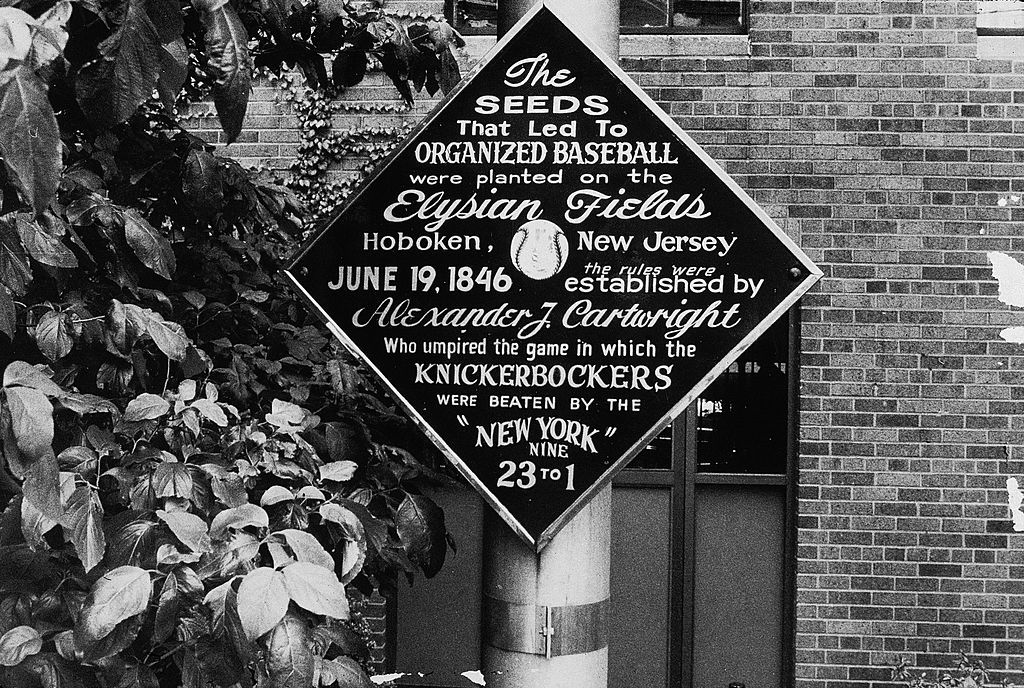 The
SEEDS
That Led To
ORGANIZED BASEBALL
were planted on the
Elysian Fields
Hoboken, New Jersey
JUNE 19, 1846 the rules were
established by
Alexander J. Cartwright
Who umpired the game in which the
KNICKERBOCKERS
WERE BEATEN BY THE
"NEW YORK"
NINE
23 TO 1